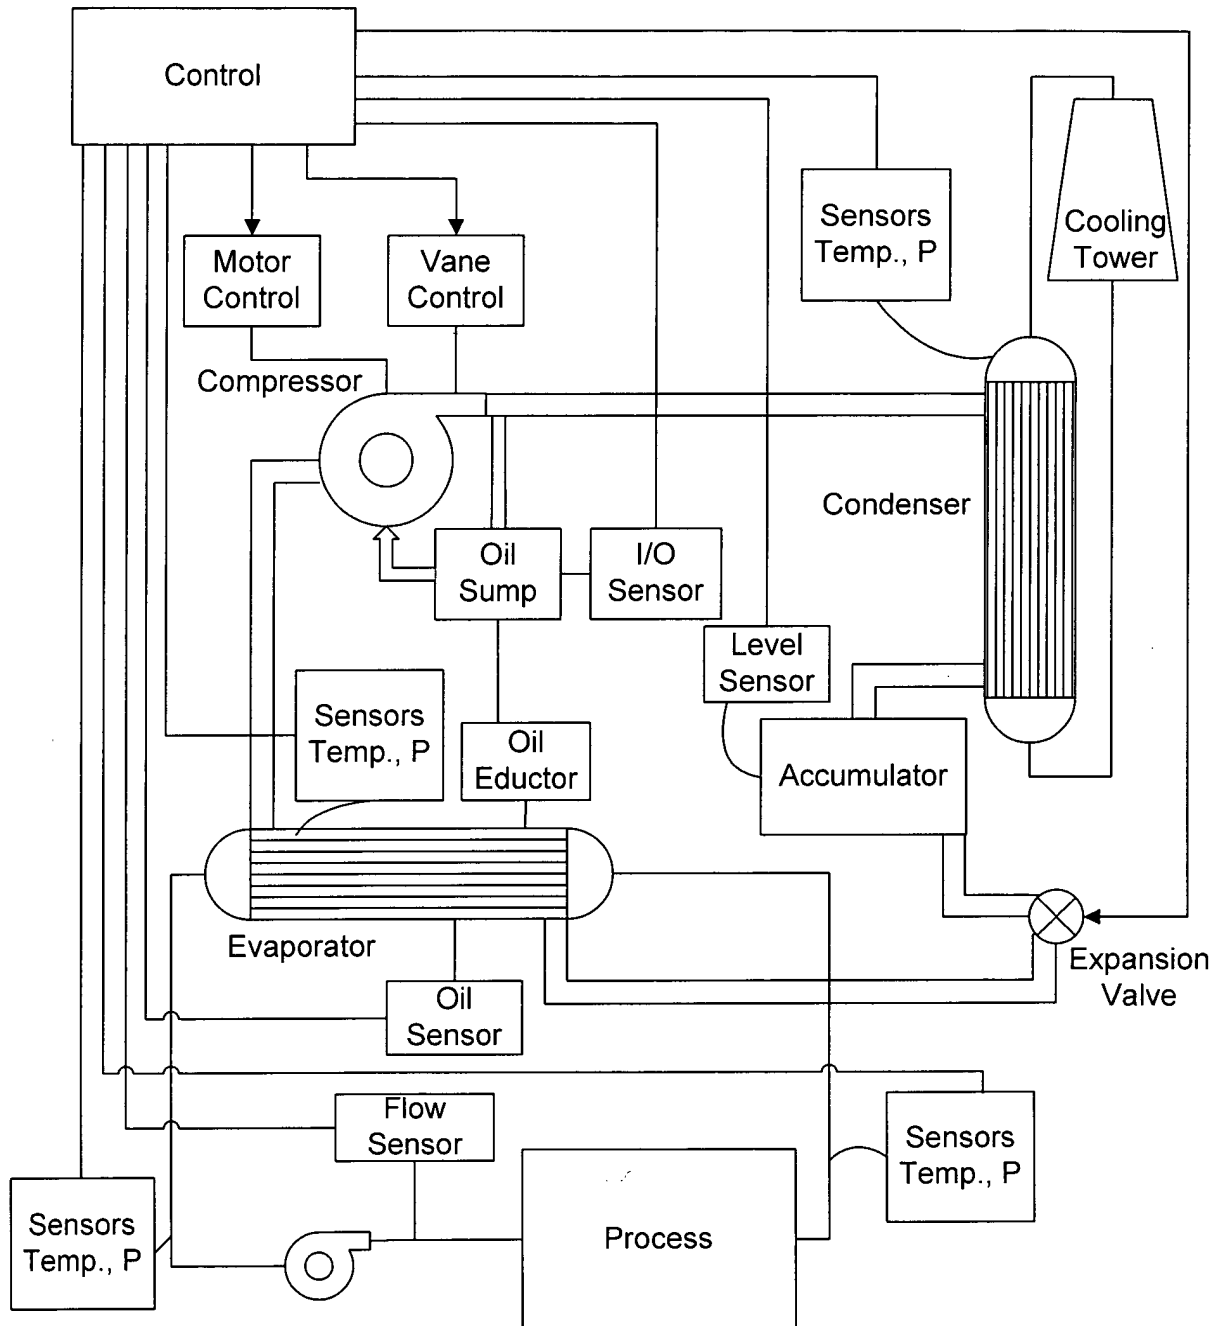 Control
Sensors
Temp., P
Cooling
Tower
Motor
Control
Vane
Control
Compressor
Condenser
Oil
Sump
I/O
Sensor
Level
Sensor
Sensors
Temp., P
Oil
Eductor
Accumulator
Evaporator
Expansion
Valve
Oil
Sensor
Flow
Sensor
Sensors
Temp., P
Sensors
Temp., P
Process